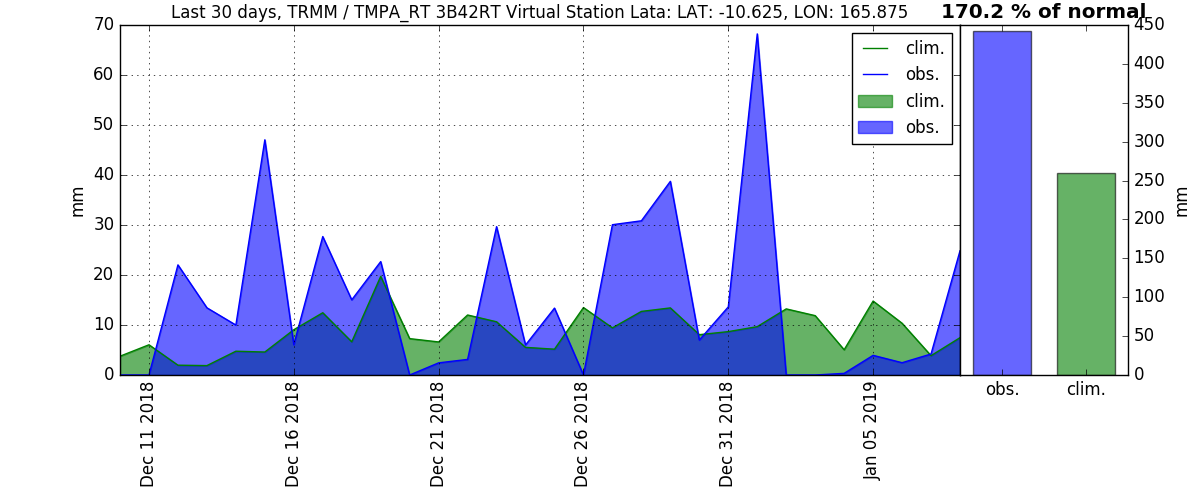 Last 30 days, TRMM / TMPA_RT 3B42RT Virtual Station Lata: LAT: -10.625, LON: 165.875
170.2 % of normal
70
60
50
40
30
20
10
0
mm
clim.
obs.
clim.
obs.
Dec 11 2018
Dec 16 2018
Dec 21 2018
Dec 26 2018
Dec 31 2018
Jan 05 2019
450
400
350
300
250
200
150
100
50
0
mm
obs.
clim.